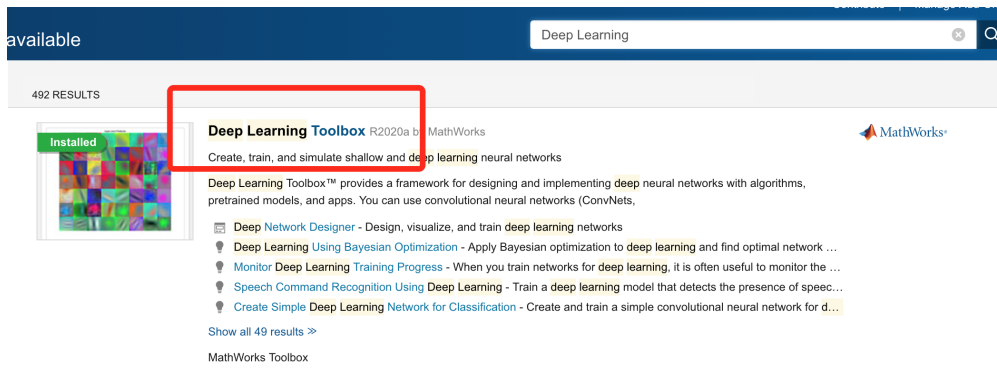 available
Deep Learning
492 RESULTS
Installed
Deep Learning Toolbox R2020a by MathWorks
MathWorks®
Create, train, and simulate shallow and deep learning neural networks
Deep Learning Toolbox™ provides a framework for designing and implementing deep neural networks with algorithms,
pretrained models, and apps. You can use convolutional neural networks (ConvNets,
Deep Network Designer - Design, visualize, and train deep learning networks
Deep Learning Using Bayesian Optimization - Apply Bayesian optimization to deep learning and find optimal network …
Monitor Deep Learning Training Progress - When you train networks for deep learning, it is often useful to monitor the …
Speech Command Recognition Using Deep Learning - Train a deep learning model that detects the presence of speec…
Create Simple Deep Learning Network for Classification - Create and train a simple convolutional neural network for d…
Show all 49 results ≫
MathWorks Toolbox